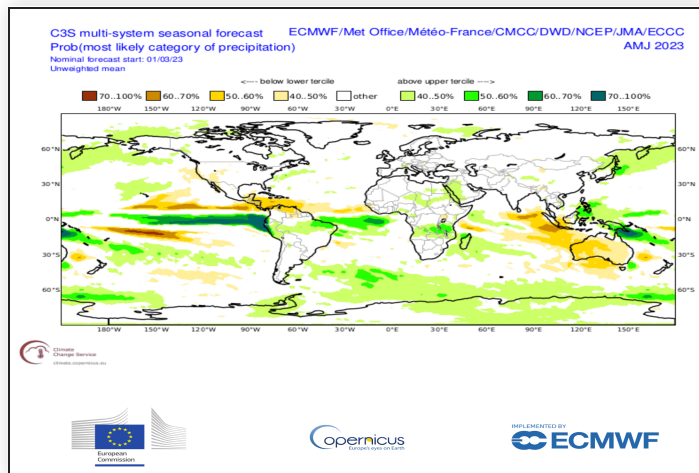 C3S multi-system seasonal forecast ECMWF/Met Office/Météo-France/CMCC/DWD/NCEP/JMA/ECCC
Prob(most likely category of precipitation) AMJ 2023
Nominal forecast start: 01/03/23
Unweighted mean
<---- below lower tercile above upper tercile ---->
70..100% 60..70% 50..60% 40..50% other 40..50% 50..60% 60..70% 70..100%
180°W 150°W 120°W 90°W 60°W 30°W 0°E 30°E 60°E 90°E 120°E 150°E
60°N 60°N
30°N 30°N
0°N 0°N
30°S 30°S
60°S 60°S
180°W 150°W 120°W 90°W 60°W 30°W 0°E 30°E 60°E 90°E 120°E 150°E
Climate
Change Service
climate.copernicus.eu
European
Commission
opernicus
Europe's eyes on Earth
IMPLEMENTED BY
ECMWF